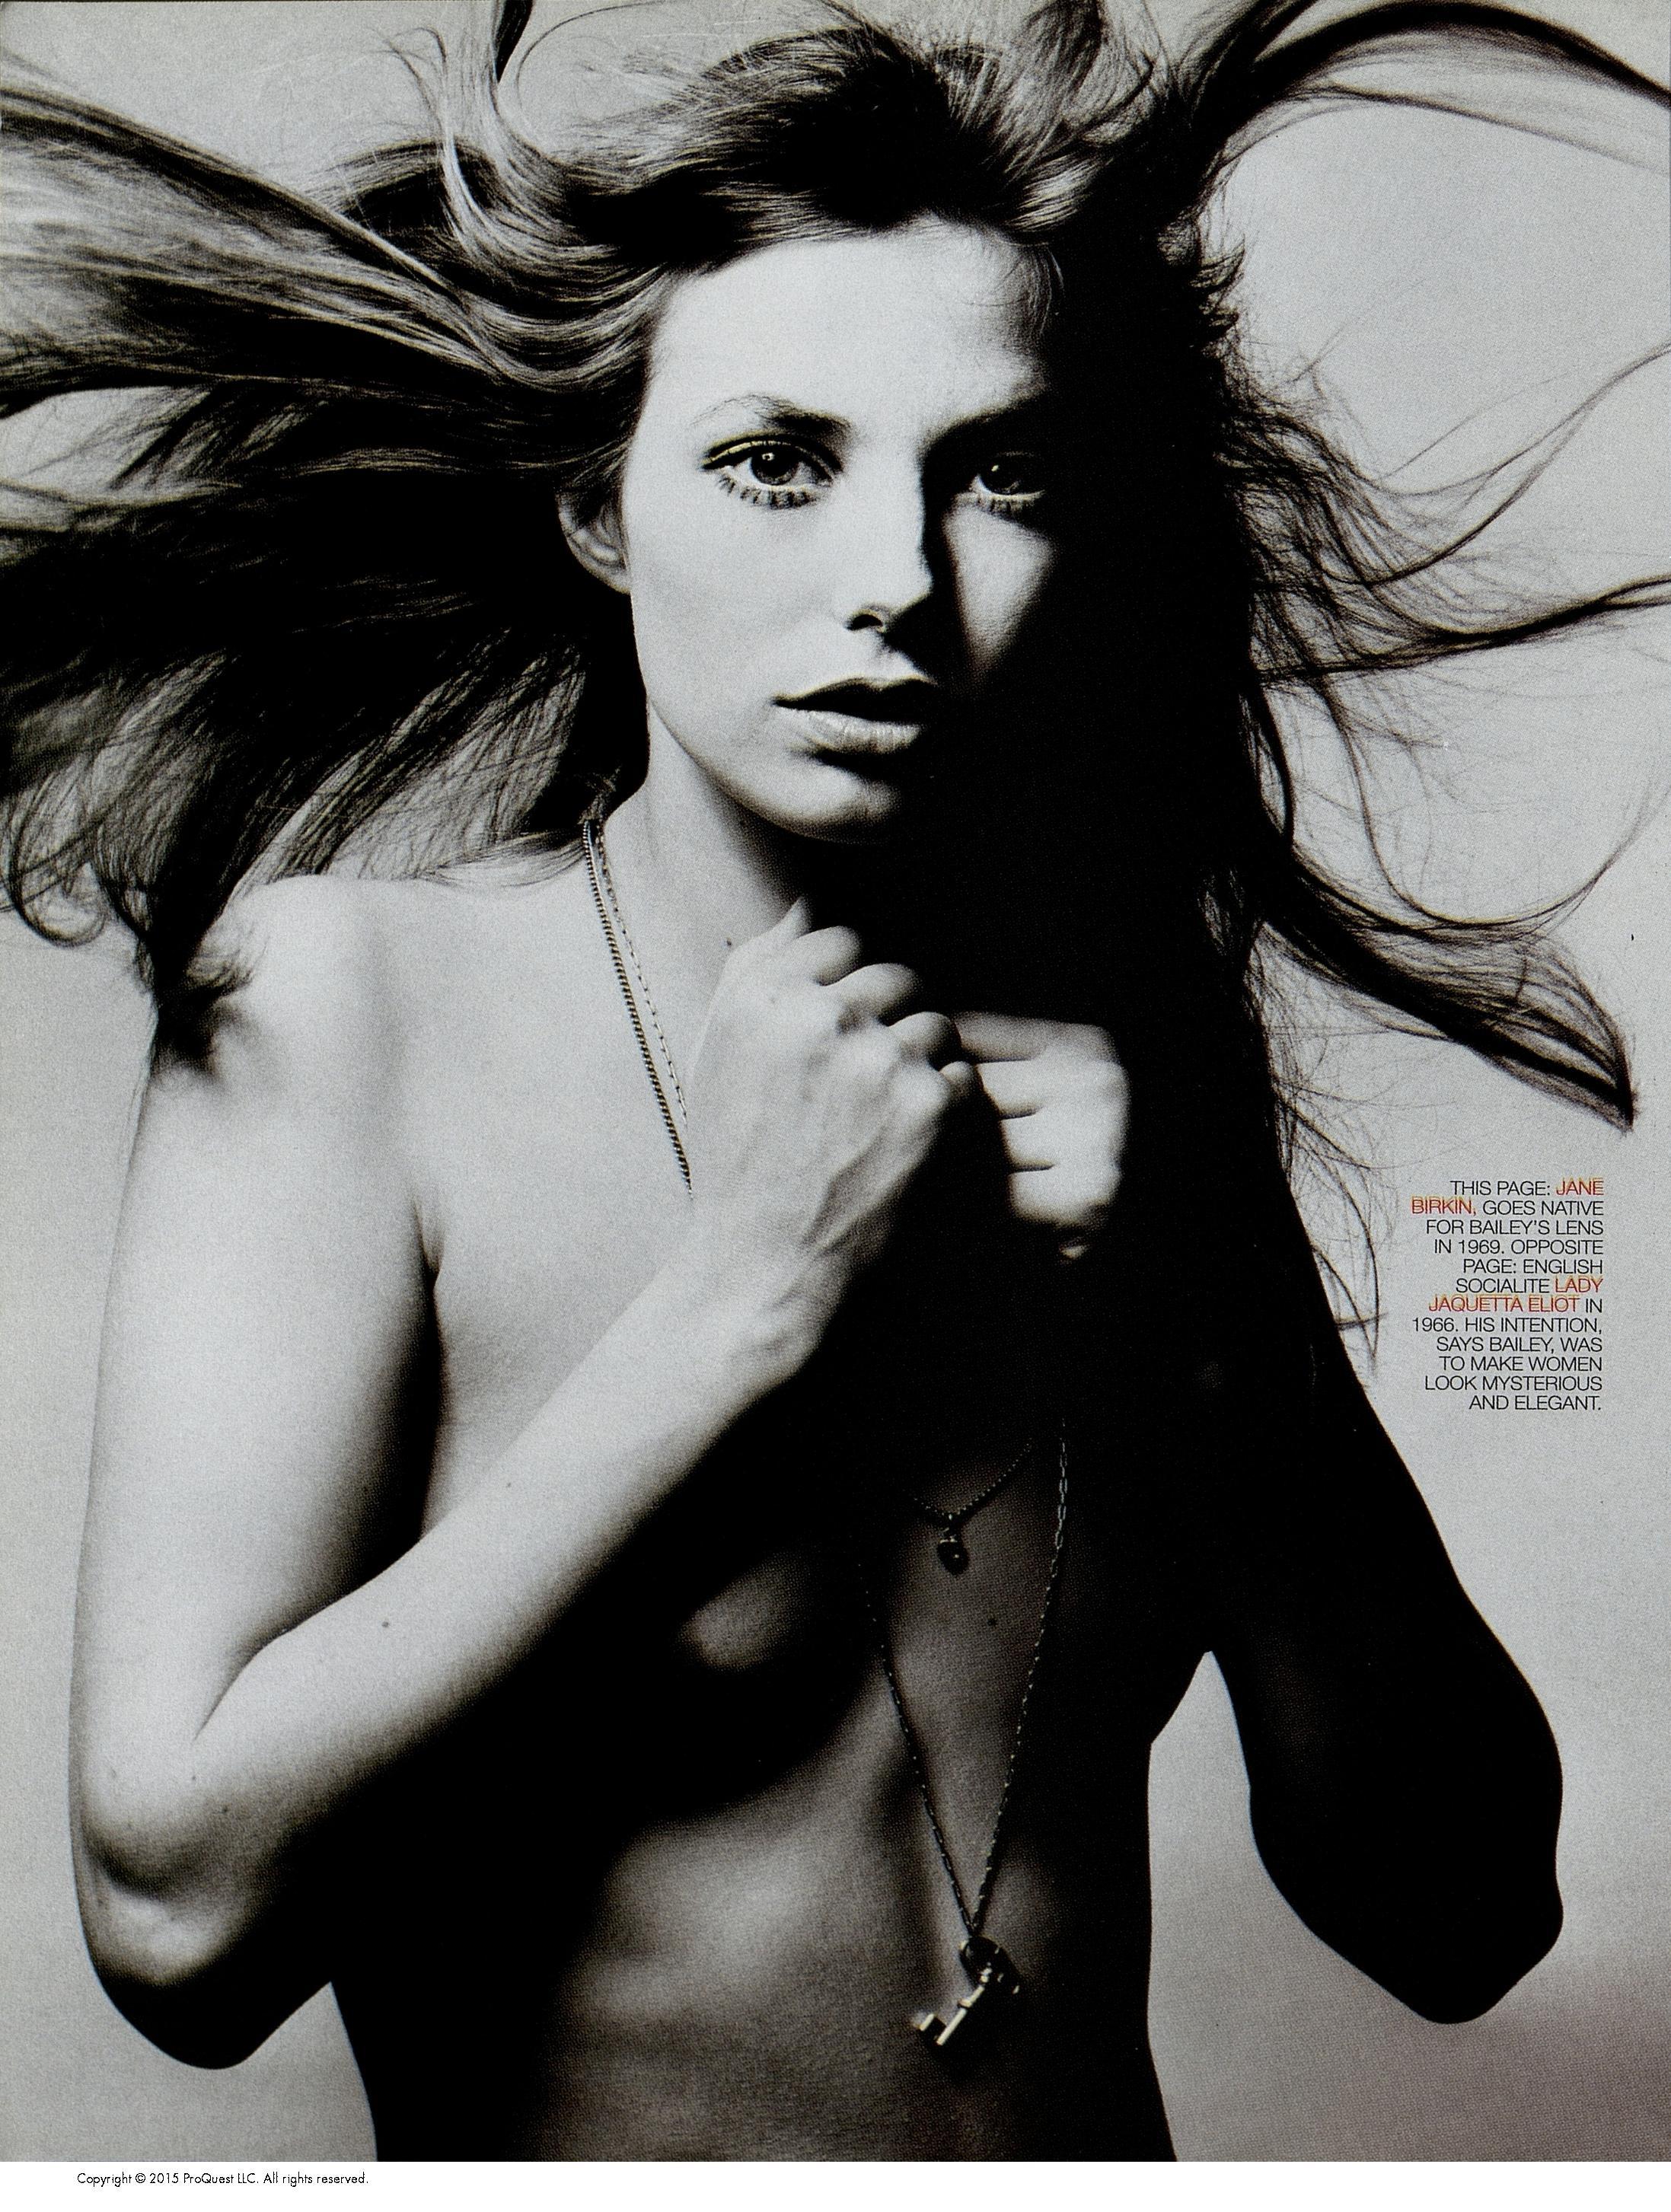 THIS PAGE: JANE
BIRKIN, GOES NATIVE
FOR BAILEY'S LENS
IN 1969. OPPOSITE
PAGE: ENGLISH
SOCIALITE LADY
JAQUETTA ELIOT IN
1966. HIS INTENTION,
SAYS BAILEY, WAS
TO MAKE WOMEN
LOOK MYSTERIOUS
AND ELEGANT.
Copyright © 2015 ProQuest LLC. All rights reserved.